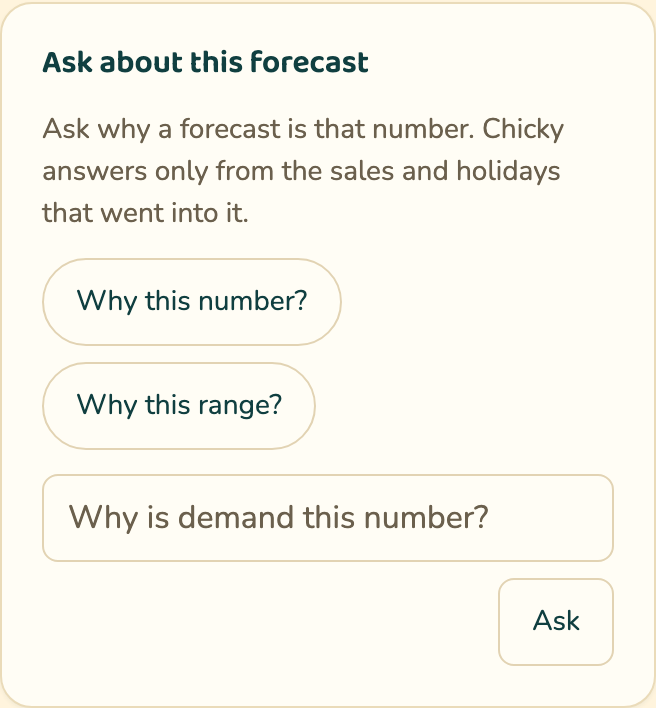 Ask about this forecast
Ask why a forecast is that number. Chicky
answers only from the sales and holidays
that went into it.
Why this number?
Why this range?
Why is demand this number?
Ask